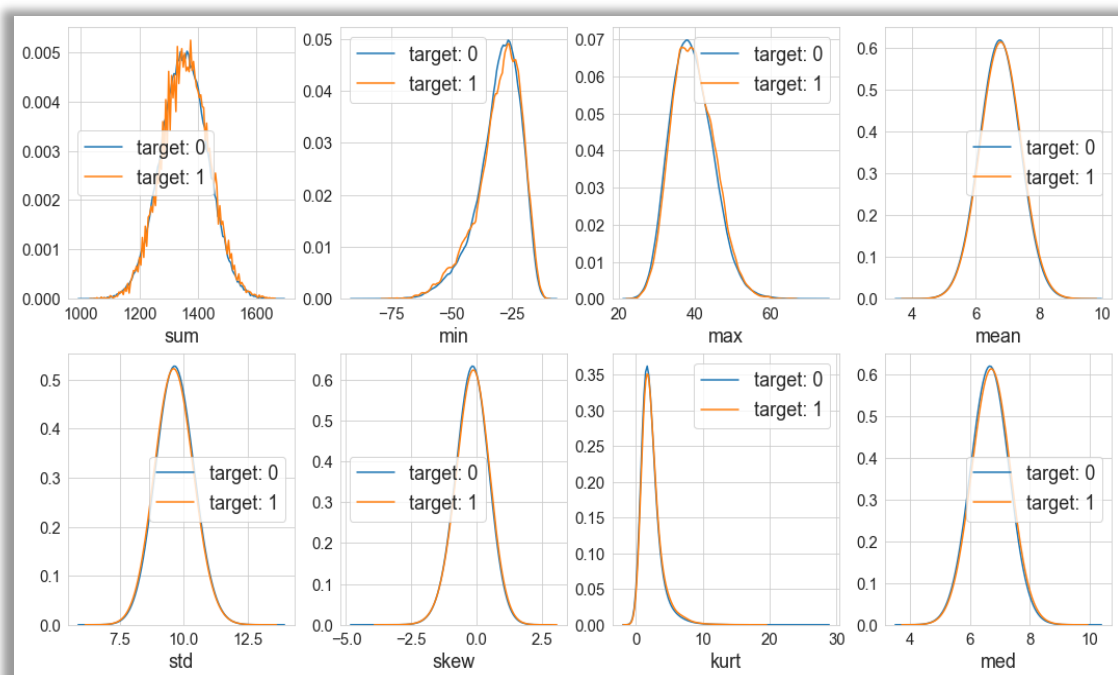 0.005
0.004
0.003
0.002
0.001
0.000
target: 0
target: 1
1000 1200 1400 1600
sum
0.05
0.04
0.03
0.02
0.01
0.00
target: 0
target: 1
−75 −50 −25
min
0.07
0.06
0.05
0.04
0.03
0.02
0.01
0.00
target: 0
target: 1
20 30 40 50 60
max
0.6
0.5
0.4
0.3
0.2
0.1
0.0
target: 0
target: 1
4 6 8 10
mean
0.5
0.4
0.3
0.2
0.1
0.0
target: 0
target: 1
7.5 10.0 12.5
std
0.6
0.5
0.4
0.3
0.2
0.1
0.0
target: 0
target: 1
−5.0 −2.5 0.0 2.5
skew
0.35
0.30
0.25
0.20
0.15
0.10
0.05
0.00
target: 0
target: 1
0 10 20 30
kurt
0.6
0.5
0.4
0.3
0.2
0.1
0.0
target: 0
target: 1
4 6 8 10
med